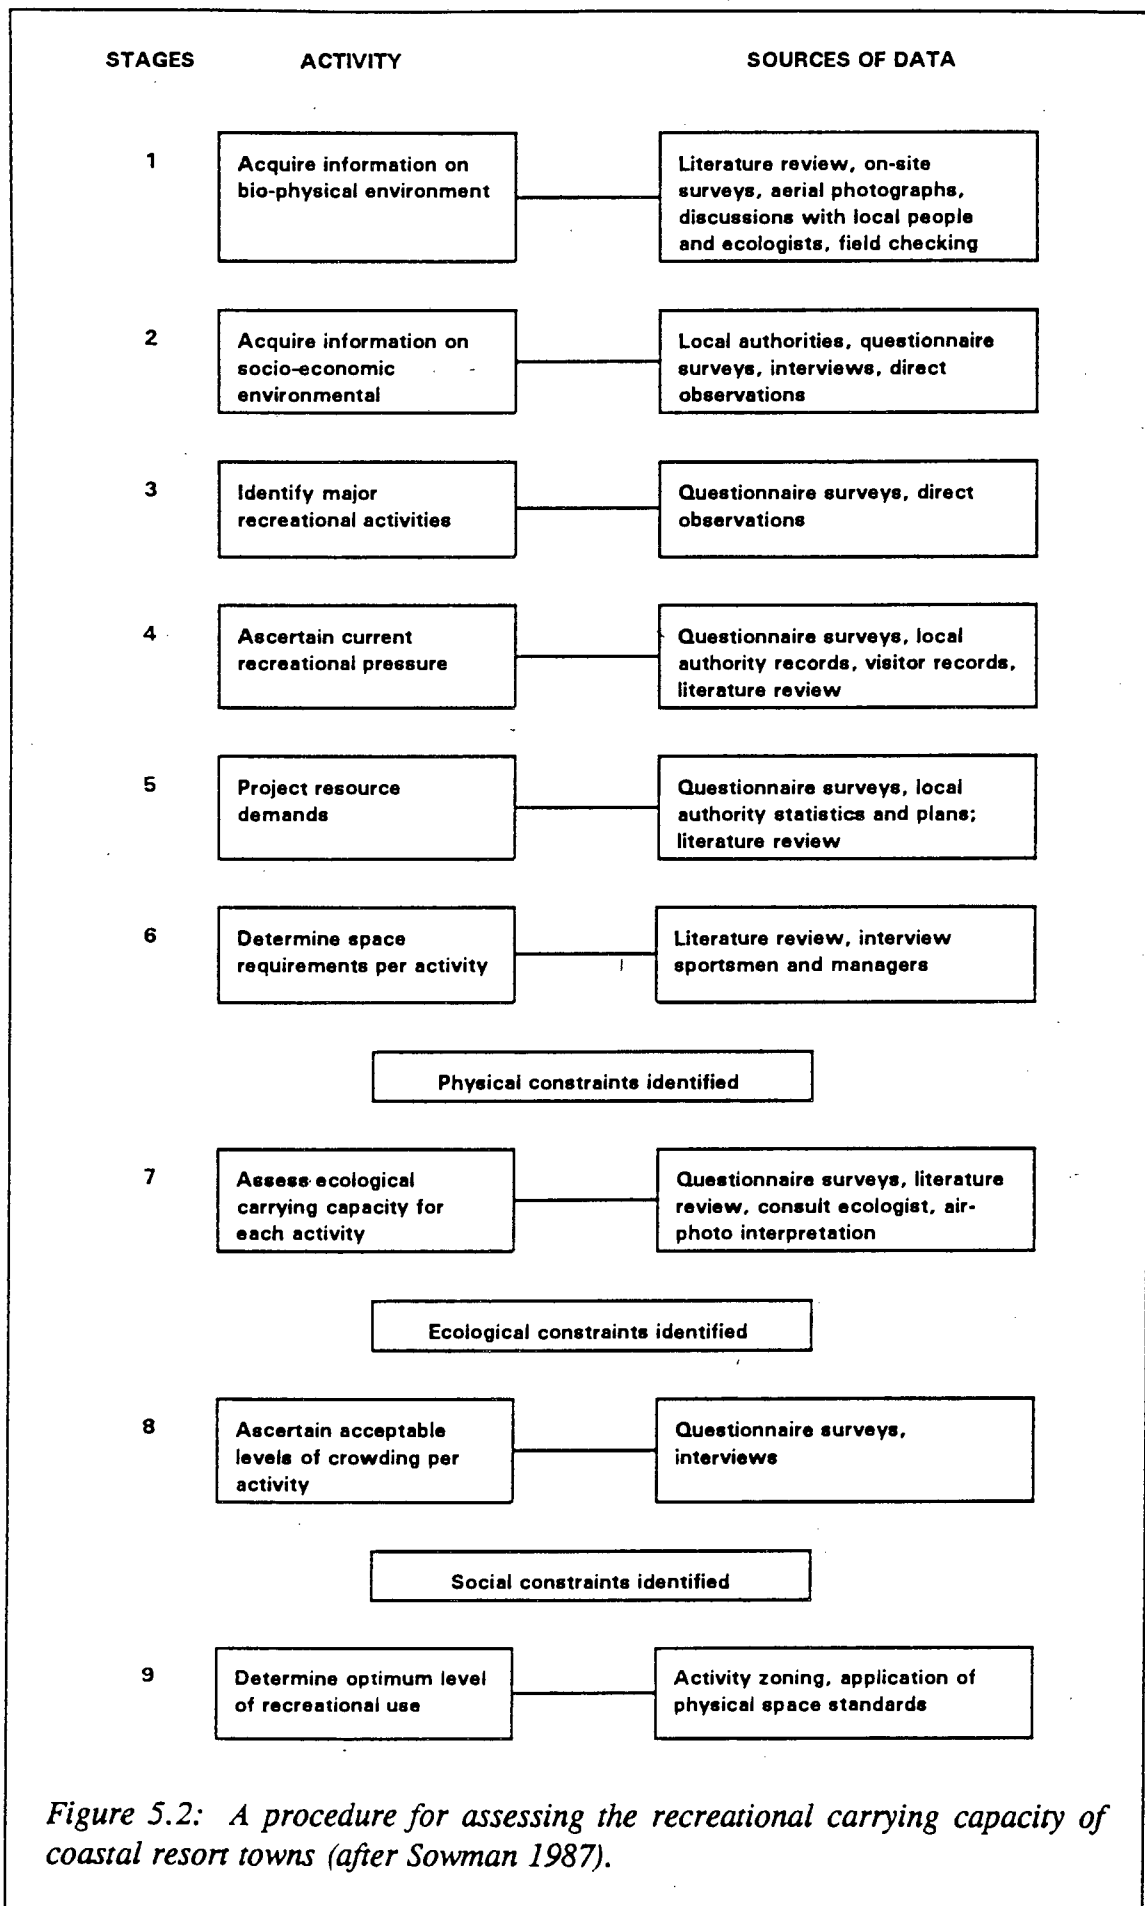 STAGES ACTIVITY SOURCES OF DATA
1
Acquire information on
bio-physical environment
Literature review, on-site
surveys, aerial photographs,
discussions with local people
and ecologists, field checking
2
Acquire information on
socio-economic
environmental
Local authorities, questionnaire
surveys, interviews, direct
observations
3
Identify major
recreational activities
Questionnaire surveys, direct
observations
4
Ascertain current
recreational pressure
Questionnaire surveys, local
authority records, visitor records,
literature review
5
Project resource
demands
Questionnaire surveys, local
authority statistics and plans;
literature review
6
Determine space
requirements per activity
Literature review, interview
sportsmen and managers
Physical constraints identified
7
Assess ecological
carrying capacity for
each activity
Questionnaire surveys, literature
review, consult ecologist, air-
photo interpretation
Ecological constraints identified
8
Ascertain acceptable
levels of crowding per
activity
Questionnaire surveys,
interviews
Social constraints identified
9
Determine optimum level
of recreational use
Activity zoning, application of
physical space standards
Figure 5.2: A procedure for assessing the recreational carrying capacity of
coastal resort towns (after Sowman 1987).